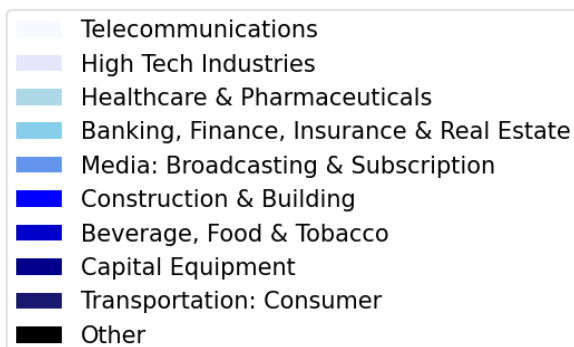 Telecommunications
High Tech Industries
Healthcare & Pharmaceuticals
Banking, Finance, Insurance & Real Estate
Media: Broadcasting & Subscription
Construction & Building
Beverage, Food & Tobacco
Capital Equipment
Transportation: Consumer
Other